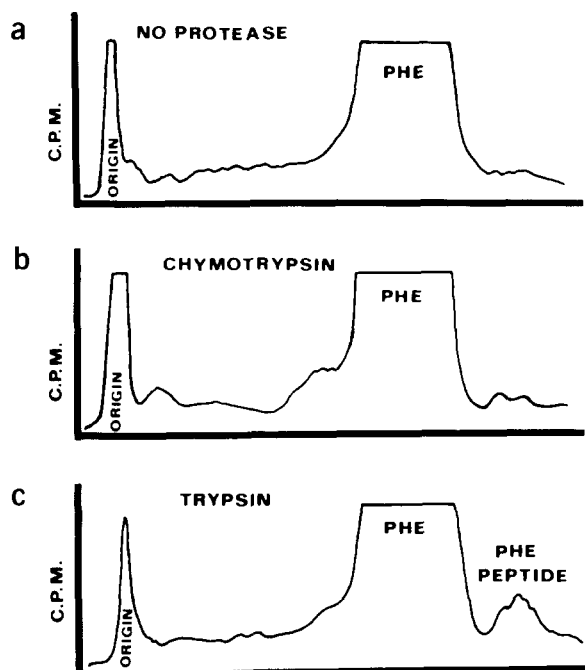 a
NO PROTEASE
PHE
C.P.M.
ORIGIN
b
CHYMOTRYPSIN
PHE
C.P.M.
ORIGIN
c
TRYPSIN
PHE
PHE
PEPTIDE
C.P.M.
ORIGIN